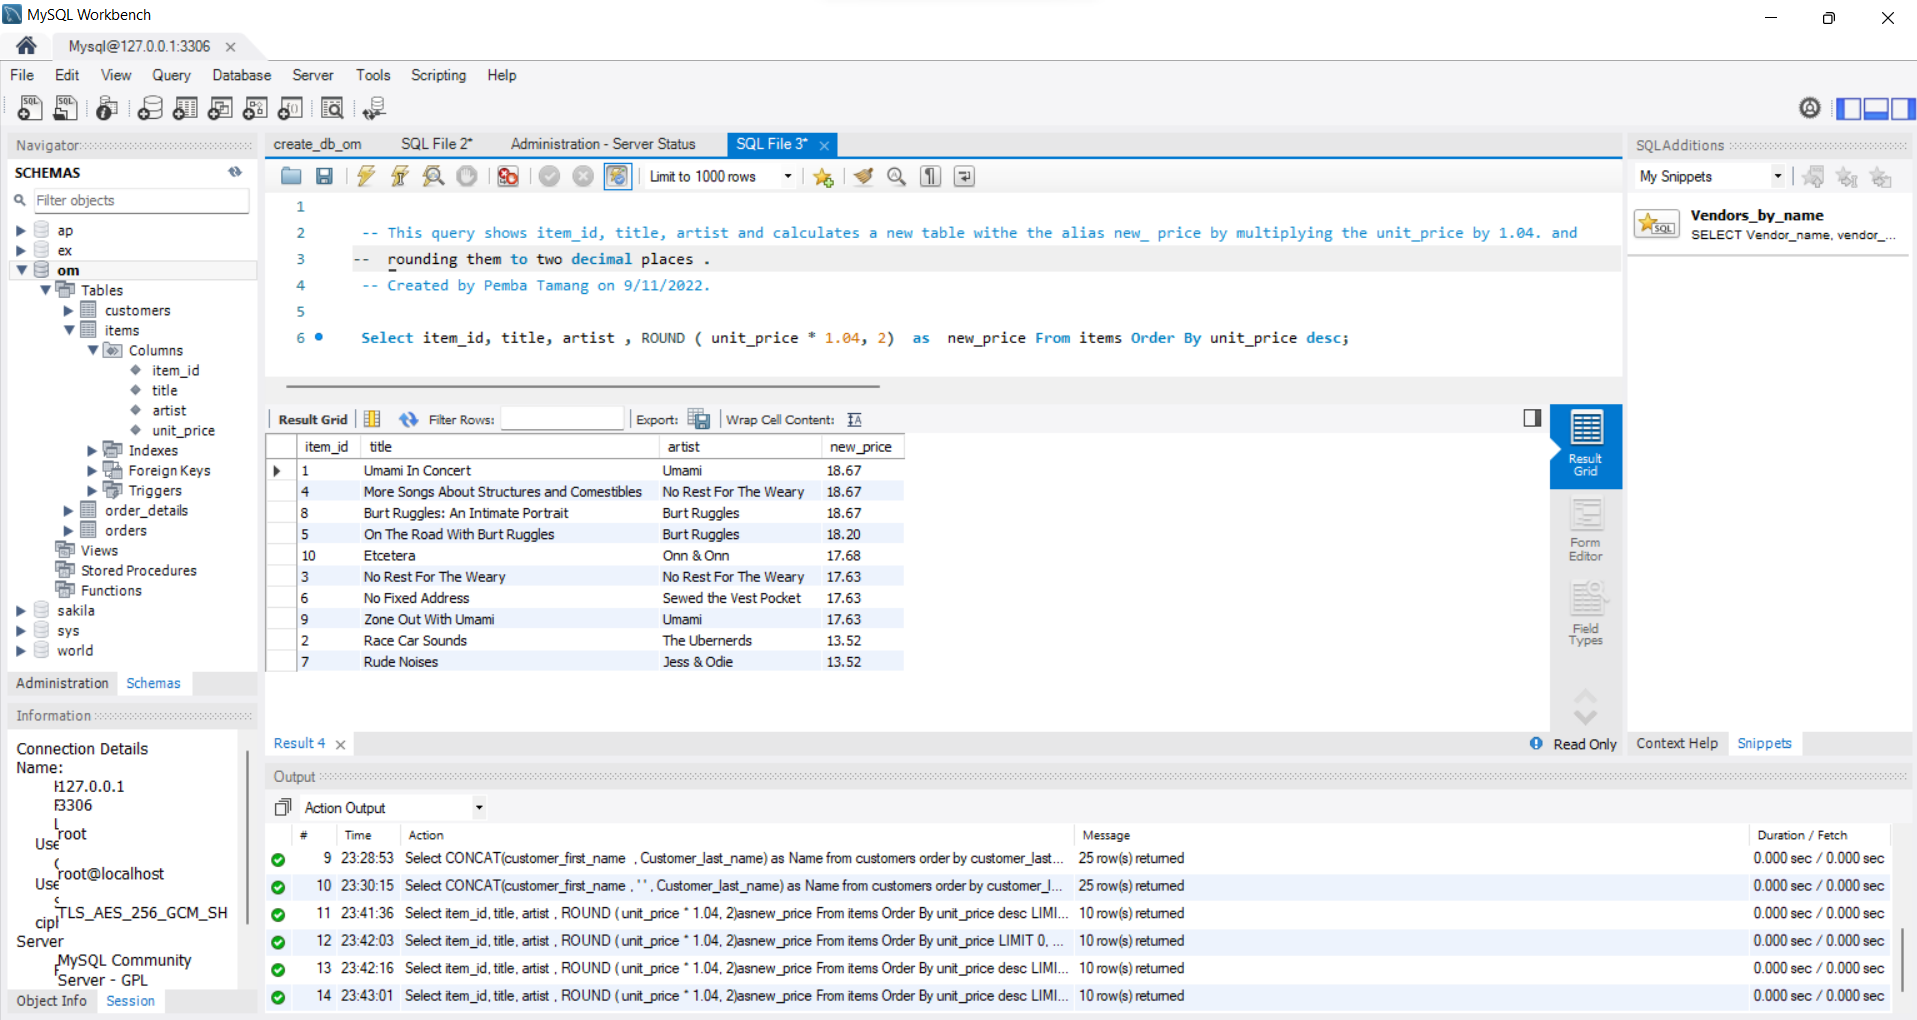 MySQL Workbench
Mysql@127.0.0.1:3306
File Edit View Query Database Server Tools Scripting Help
Navigator
SCHEMAS
Filter objects
ap
ex
om
Tables
customers
items
Columns
item_id
title
artist
unit_price
Indexes
Foreign Keys
Triggers
order_details
orders
Views
Stored Procedures
Functions
sakila
sys
world
Administration Schemas
Information
Connection Details
Name:
127.0.0.1
3306
root
Use
root@localhost
Use
TLS_AES_256_GCM_SH
Server
MySQL Community
Server - GPL
Object Info Session
create_db_om SQL File 2* Administration - Server Status SQL File 3*
Limit to 1000 rows
1
2 -- This query shows item_id, title, artist and calculates a new table withe the alias new_ price by multiplying the unit_price by 1.04. and
3 -- rounding them to two decimal places .
4 -- Created by Pemba Tamang on 9/11/2022.
5
6 Select item_id, title, artist , ROUND ( unit_price * 1.04, 2) as new_price From items Order By unit_price desc;
Result Grid Filter Rows: Export: Wrap Cell Content:
item_id title artist new_price
1 Umami In Concert Umami 18.67
4 More Songs About Structures and Comestibles No Rest For The Weary 18.67
8 Burt Ruggles: An Intimate Portrait Burt Ruggles 18.67
5 On The Road With Burt Ruggles Burt Ruggles 18.20
10 Etcetera Onn & Onn 17.68
3 No Rest For The Weary No Rest For The Weary 17.63
6 No Fixed Address Sewed the Vest Pocket 17.63
9 Zone Out With Umami Umami 17.63
2 Race Car Sounds The Ubernerds 13.52
7 Rude Noises Jess & Odie 13.52
Result
Grid
Form
Editor
Field
Types
Result 4 Read Only
Output
Action Output
# Time Action Message Duration / Fetch
9 23:28:53 Select CONCAT(customer_first_name , Customer_last_name) as Name from customers order by customer_last... 25 row(s) returned 0.000 sec / 0.000 sec
10 23:30:15 Select CONCAT(customer_first_name , ' ' , Customer_last_name) as Name from customers order by customer_l... 25 row(s) returned 0.000 sec / 0.000 sec
11 23:41:36 Select item_id, title, artist , ROUND ( unit_price * 1.04, 2)asnew_price From items Order By unit_price desc LIMI... 10 row(s) returned 0.000 sec / 0.000 sec
12 23:42:03 Select item_id, title, artist , ROUND ( unit_price * 1.04, 2)asnew_price From items Order By unit_price LIMIT 0, ... 10 row(s) returned 0.000 sec / 0.000 sec
13 23:42:16 Select item_id, title, artist , ROUND ( unit_price * 1.04, 2)asnew_price From items Order By unit_price desc LIMI... 10 row(s) returned 0.000 sec / 0.000 sec
14 23:43:01 Select item_id, title, artist , ROUND ( unit_price * 1.04, 2)asnew_price From items Order By unit_price desc LIMI... 10 row(s) returned 0.000 sec / 0.000 sec
SQLAdditions
My Snippets
Vendors_by_name
SELECT Vendor_name, vendor_...
SQL
Context Help Snippets